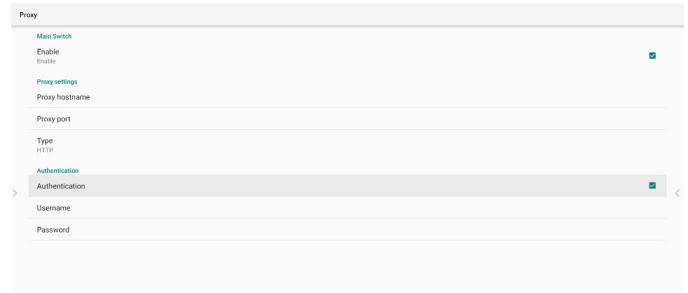 Proxy
Main Switch
Enable
Enable
Proxy settings
Proxy hostname
Proxy port
Type
HTTP
Authentication
Authentication
Username
Password